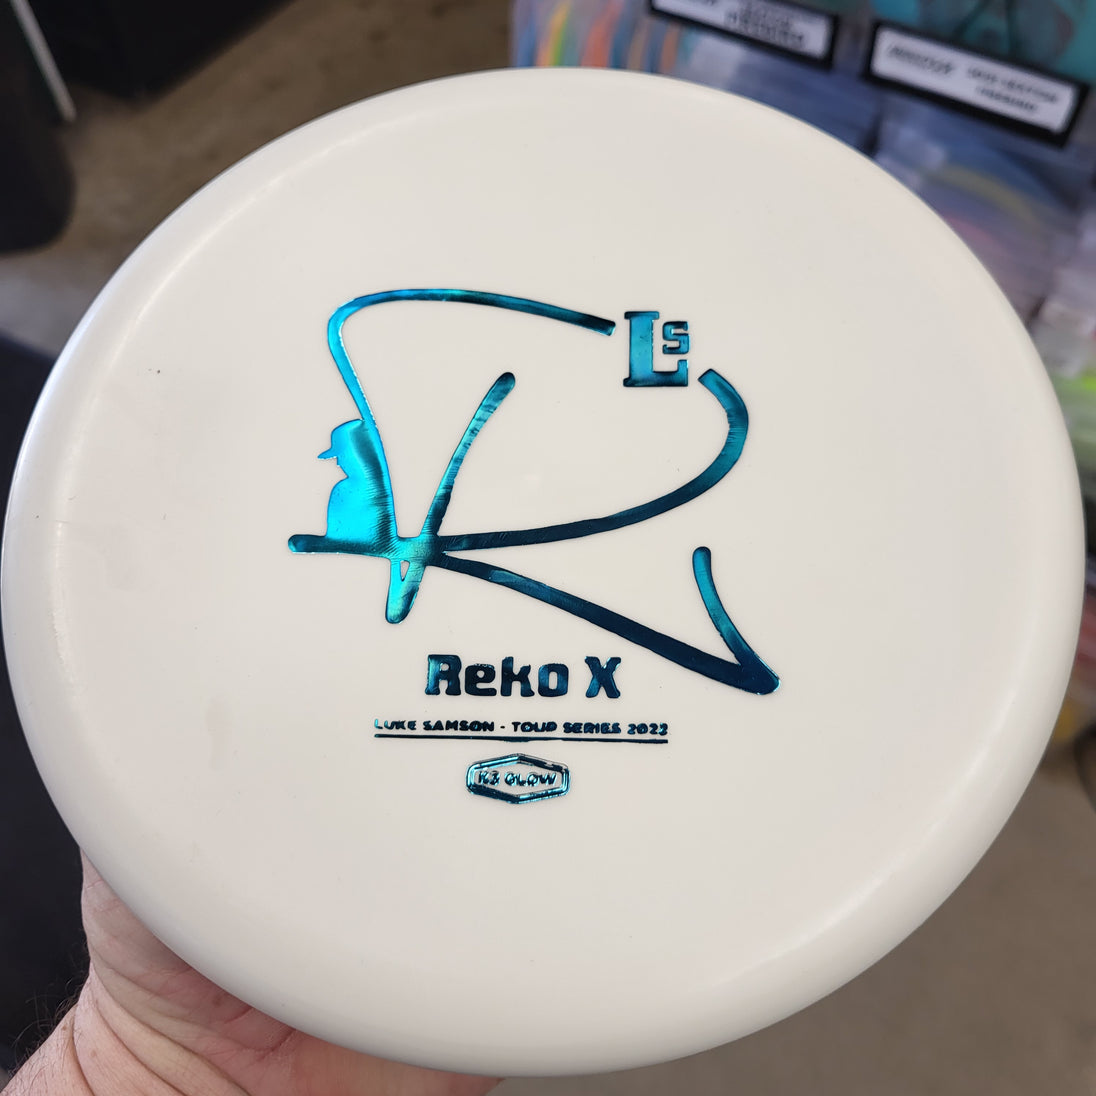 Ls
Reko X
LUKE SAMSON - TOUR SERIES 2022
K3 GLOW